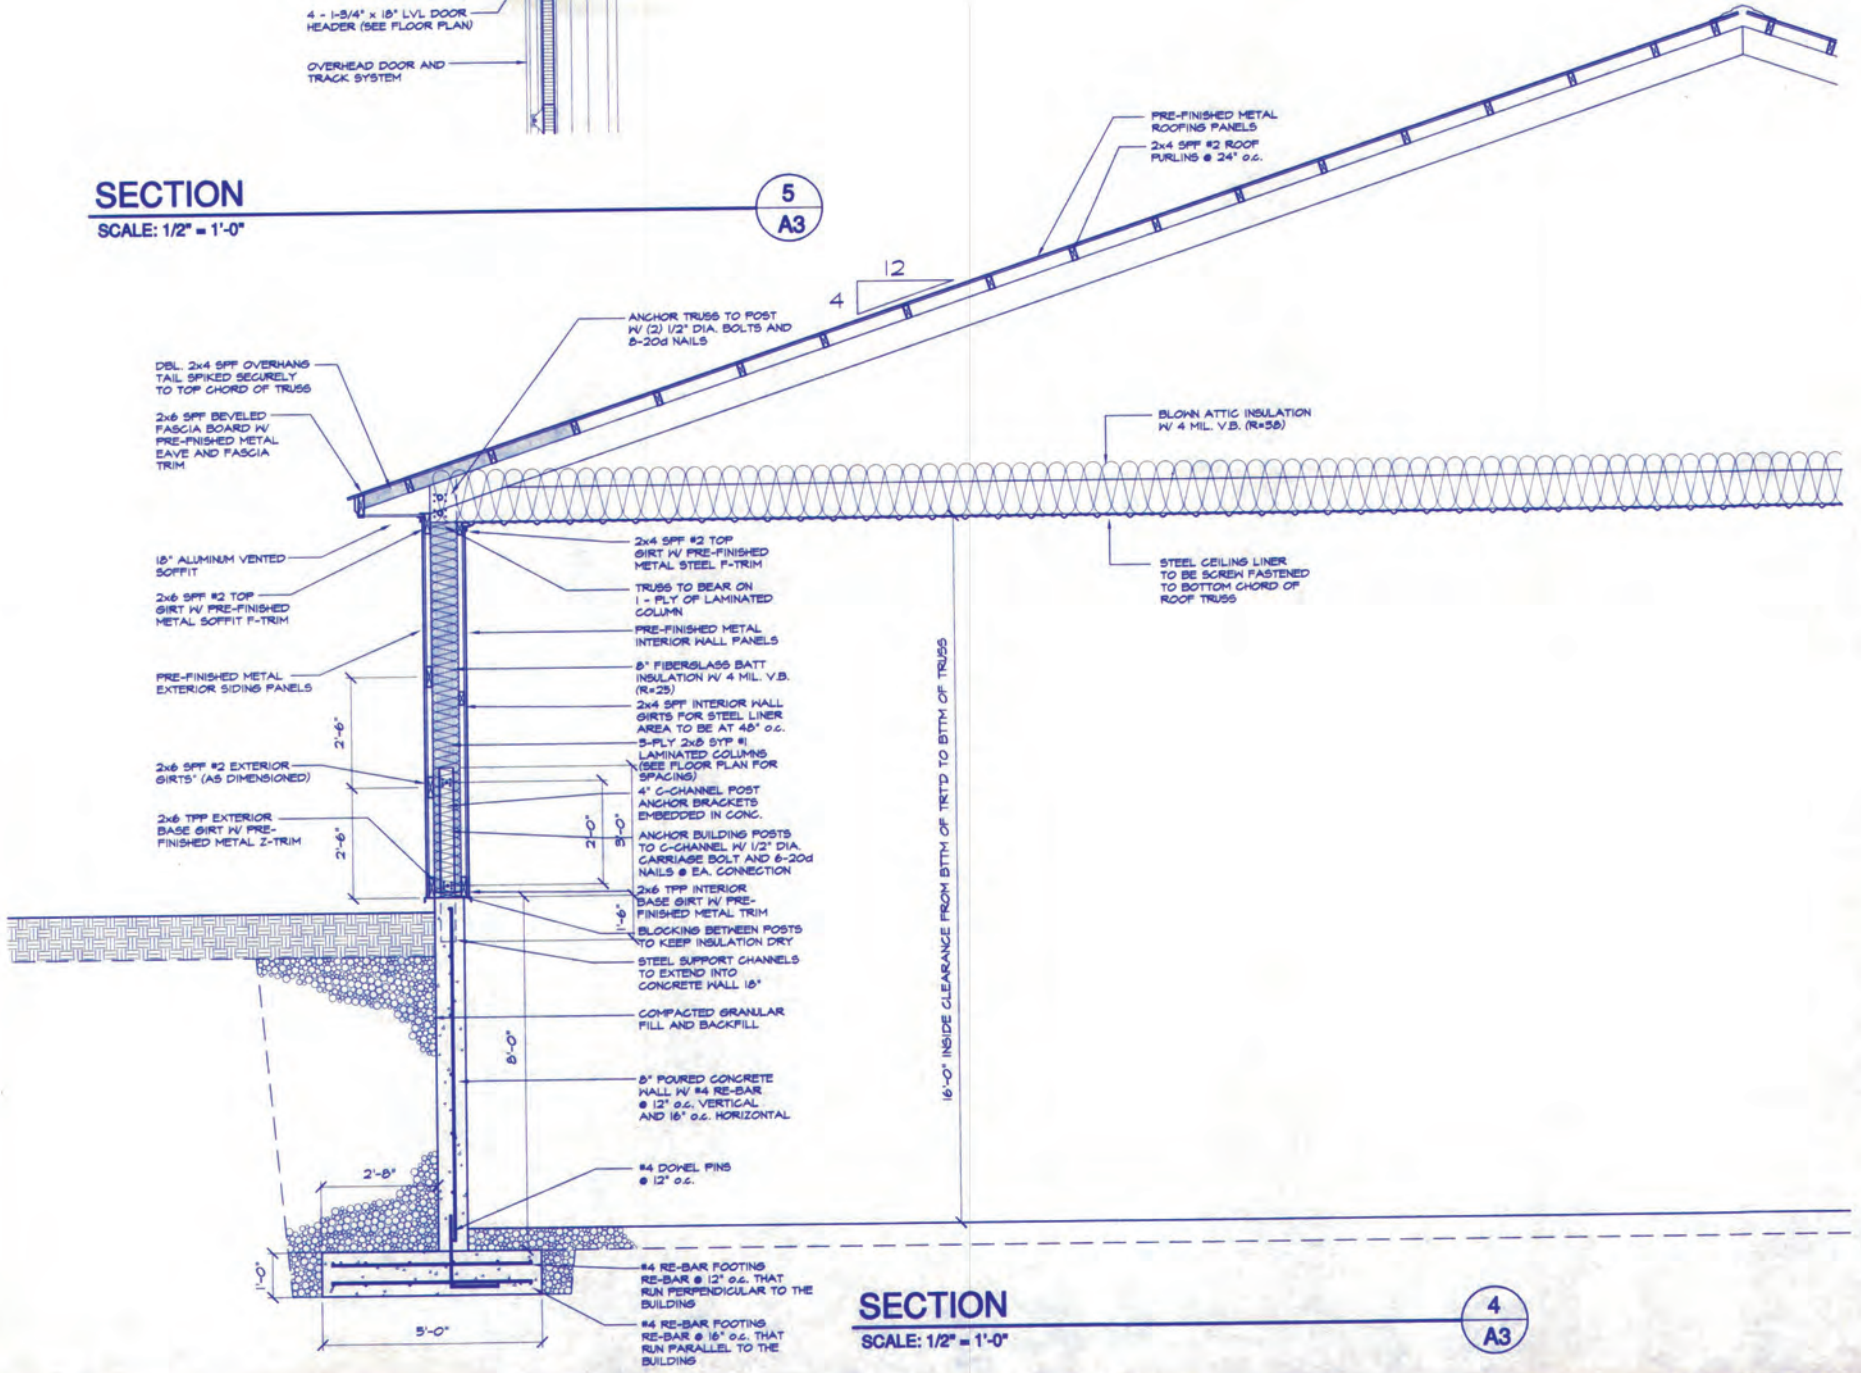 4 - 1-3/4" x 18" LVL DOOR
HEADER (SEE FLOOR PLAN)
OVERHEAD DOOR AND
TRACK SYSTEM
SECTION
SCALE: 1/2" = 1'-0"
5
A3
PRE-FINISHED METAL
ROOFING PANELS
2x4 SPF #2 ROOF
PURLINS @ 24" o.c.
12
4
ANCHOR TRUSS TO POST
W/ (2) 1/2" DIA. BOLTS AND
8-20d NAILS
DBL. 2x4 SPF OVERHANG
TAIL SPIKED SECURELY
TO TOP CHORD OF TRUSS
2x6 SPF BEVELED
FASCIA BOARD W/
PRE-FNISHED METAL
EAVE AND FASCIA
TRIM
18" ALUMINUM VENTED
SOFFIT
2x6 SPF #2 TOP
GIRT W/ PRE-FINISHED
METAL SOFFIT F-TRIM
PRE-FINISHED METAL
EXTERIOR SIDING PANELS
2x6 SPF #2 EXTERIOR
GIRTS" (AS DIMENSIONED)
2x6 TPP EXTERIOR
BASE GIRT W/ PRE-
FINISHED METAL Z-TRIM
2'-6"
2'-6"
BLOWN ATTIC INSULATION
W/ 4 MIL. V.B. (R=38)
STEEL CEILING LINER
TO BE SCREW FASTENED
TO BOTTOM CHORD OF
ROOF TRUSS
2x4 SPF #2 TOP
GIRT W/ PRE-FINISHED
METAL STEEL F-TRIM
TRUSS TO BEAR ON
1 - PLY OF LAMINATED
COLUMN
PRE-FINISHED METAL
INTERIOR WALL PANELS
8" FIBERGLASS BATT
INSULATION W/ 4 MIL. V.B.
(R=25)
2x4 SPF INTERIOR WALL
GIRTS FOR STEEL LINER
AREA TO BE AT 48" o.c.
3-PLY 2x8 SYP #1
LAMINATED COLUMNS
(SEE FLOOR PLAN FOR
SPACING)
4" C-CHANNEL POST
ANCHOR BRACKETS
EMBEDDED IN CONC.
ANCHOR BUILDING POSTS
TO C-CHANNEL W/ 1/2" DIA.
CARRIAGE BOLT AND 6-20d
NAILS @ EA. CONNECTION
2x6 TPP INTERIOR
BASE GIRT W/ PRE-
FINISHED METAL TRIM
BLOCKING BETWEEN POSTS
TO KEEP INSULATION DRY
STEEL SUPPORT CHANNELS
TO EXTEND INTO
CONCRETE WALL 18"
COMPACTED GRANULAR
FILL AND BACKFILL
8" POURED CONCRETE
WALL W/ #4 RE-BAR
@ 12" o.c. VERTICAL
AND 16" o.c. HORIZONTAL
#4 DOWEL PINS
@ 12" o.c.
#4 RE-BAR FOOTING
RE-BAR @ 12" o.c. THAT
RUN PERPENDICULAR TO THE
BUILDING
#4 RE-BAR FOOTING
RE-BAR @ 16" o.c. THAT
RUN PARALLEL TO THE
BUILDING
2'-0"
3'-0"
1'-6"
8'-0"
2'-8"
1'-0"
5'-0"
16'-0" INSIDE CLEARANCE FROM BTTM OF TRTD TO BTTM OF TRUSS
SECTION
SCALE: 1/2" = 1'-0"
4
A3